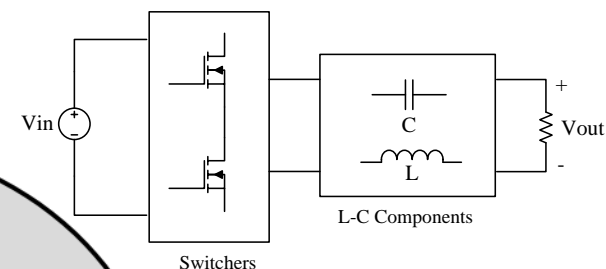 Vin
+
−
C
L
+
Vout
-
L-C Components
Switchers